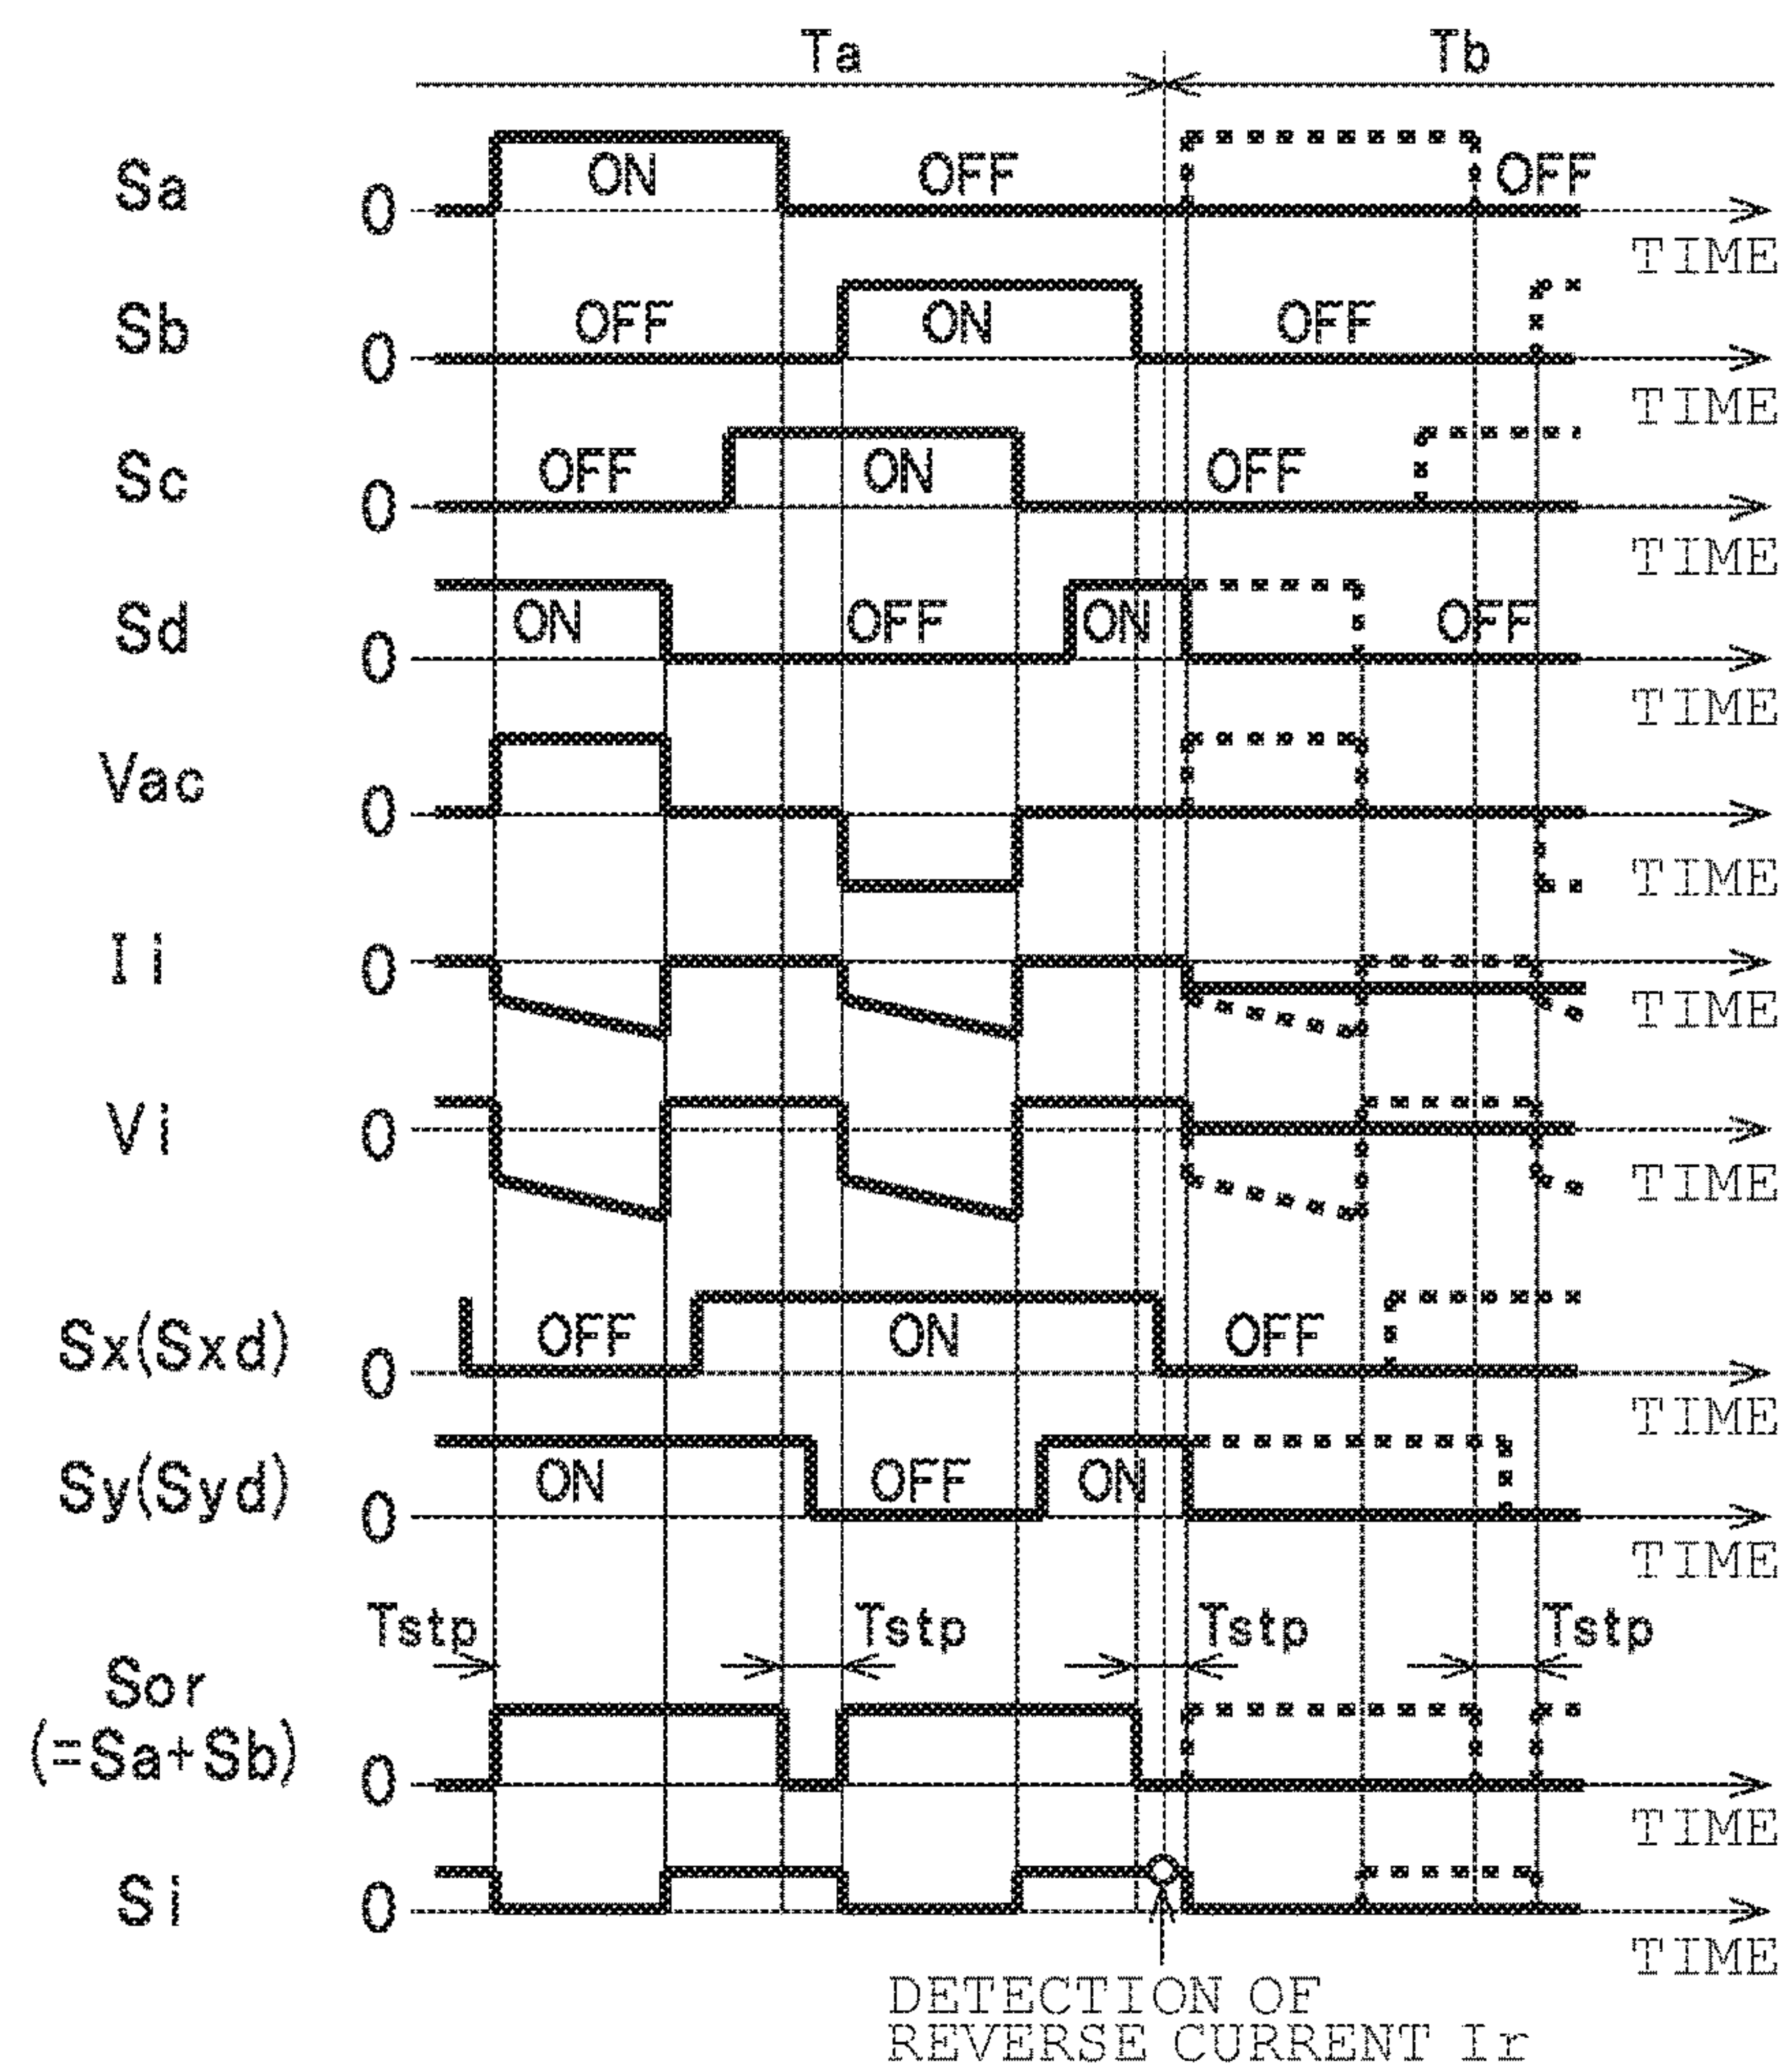 Ta Tb
Sa 0 ON OFF OFF
TIME
Sb 0 OFF ON OFF
TIME
Sc 0 OFF ON OFF
TIME
Sd 0 ON OFF ON OFF
TIME
Vac 0
TIME
Ii 0
TIME
Vi 0
TIME
Sx(Sxd) 0 OFF ON OFF
TIME
Sy(Syd) 0 ON OFF ON
TIME
Tstp Tstp Tstp Tstp
Sor
(=Sa+Sb) 0
TIME
Si 0
TIME
DETECTION OF
REVERSE CURRENT Ir